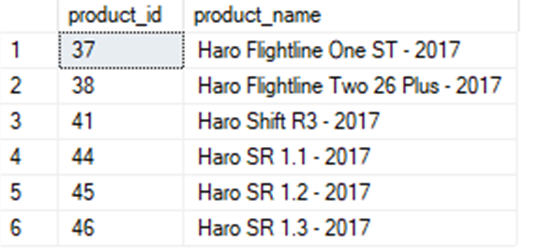 product_id product_name
1 37 Haro Flightline One ST - 2017
2 38 Haro Flightline Two 26 Plus - 2017
3 41 Haro Shift R3 - 2017
4 44 Haro SR 1.1 - 2017
5 45 Haro SR 1.2 - 2017
6 46 Haro SR 1.3 - 2017